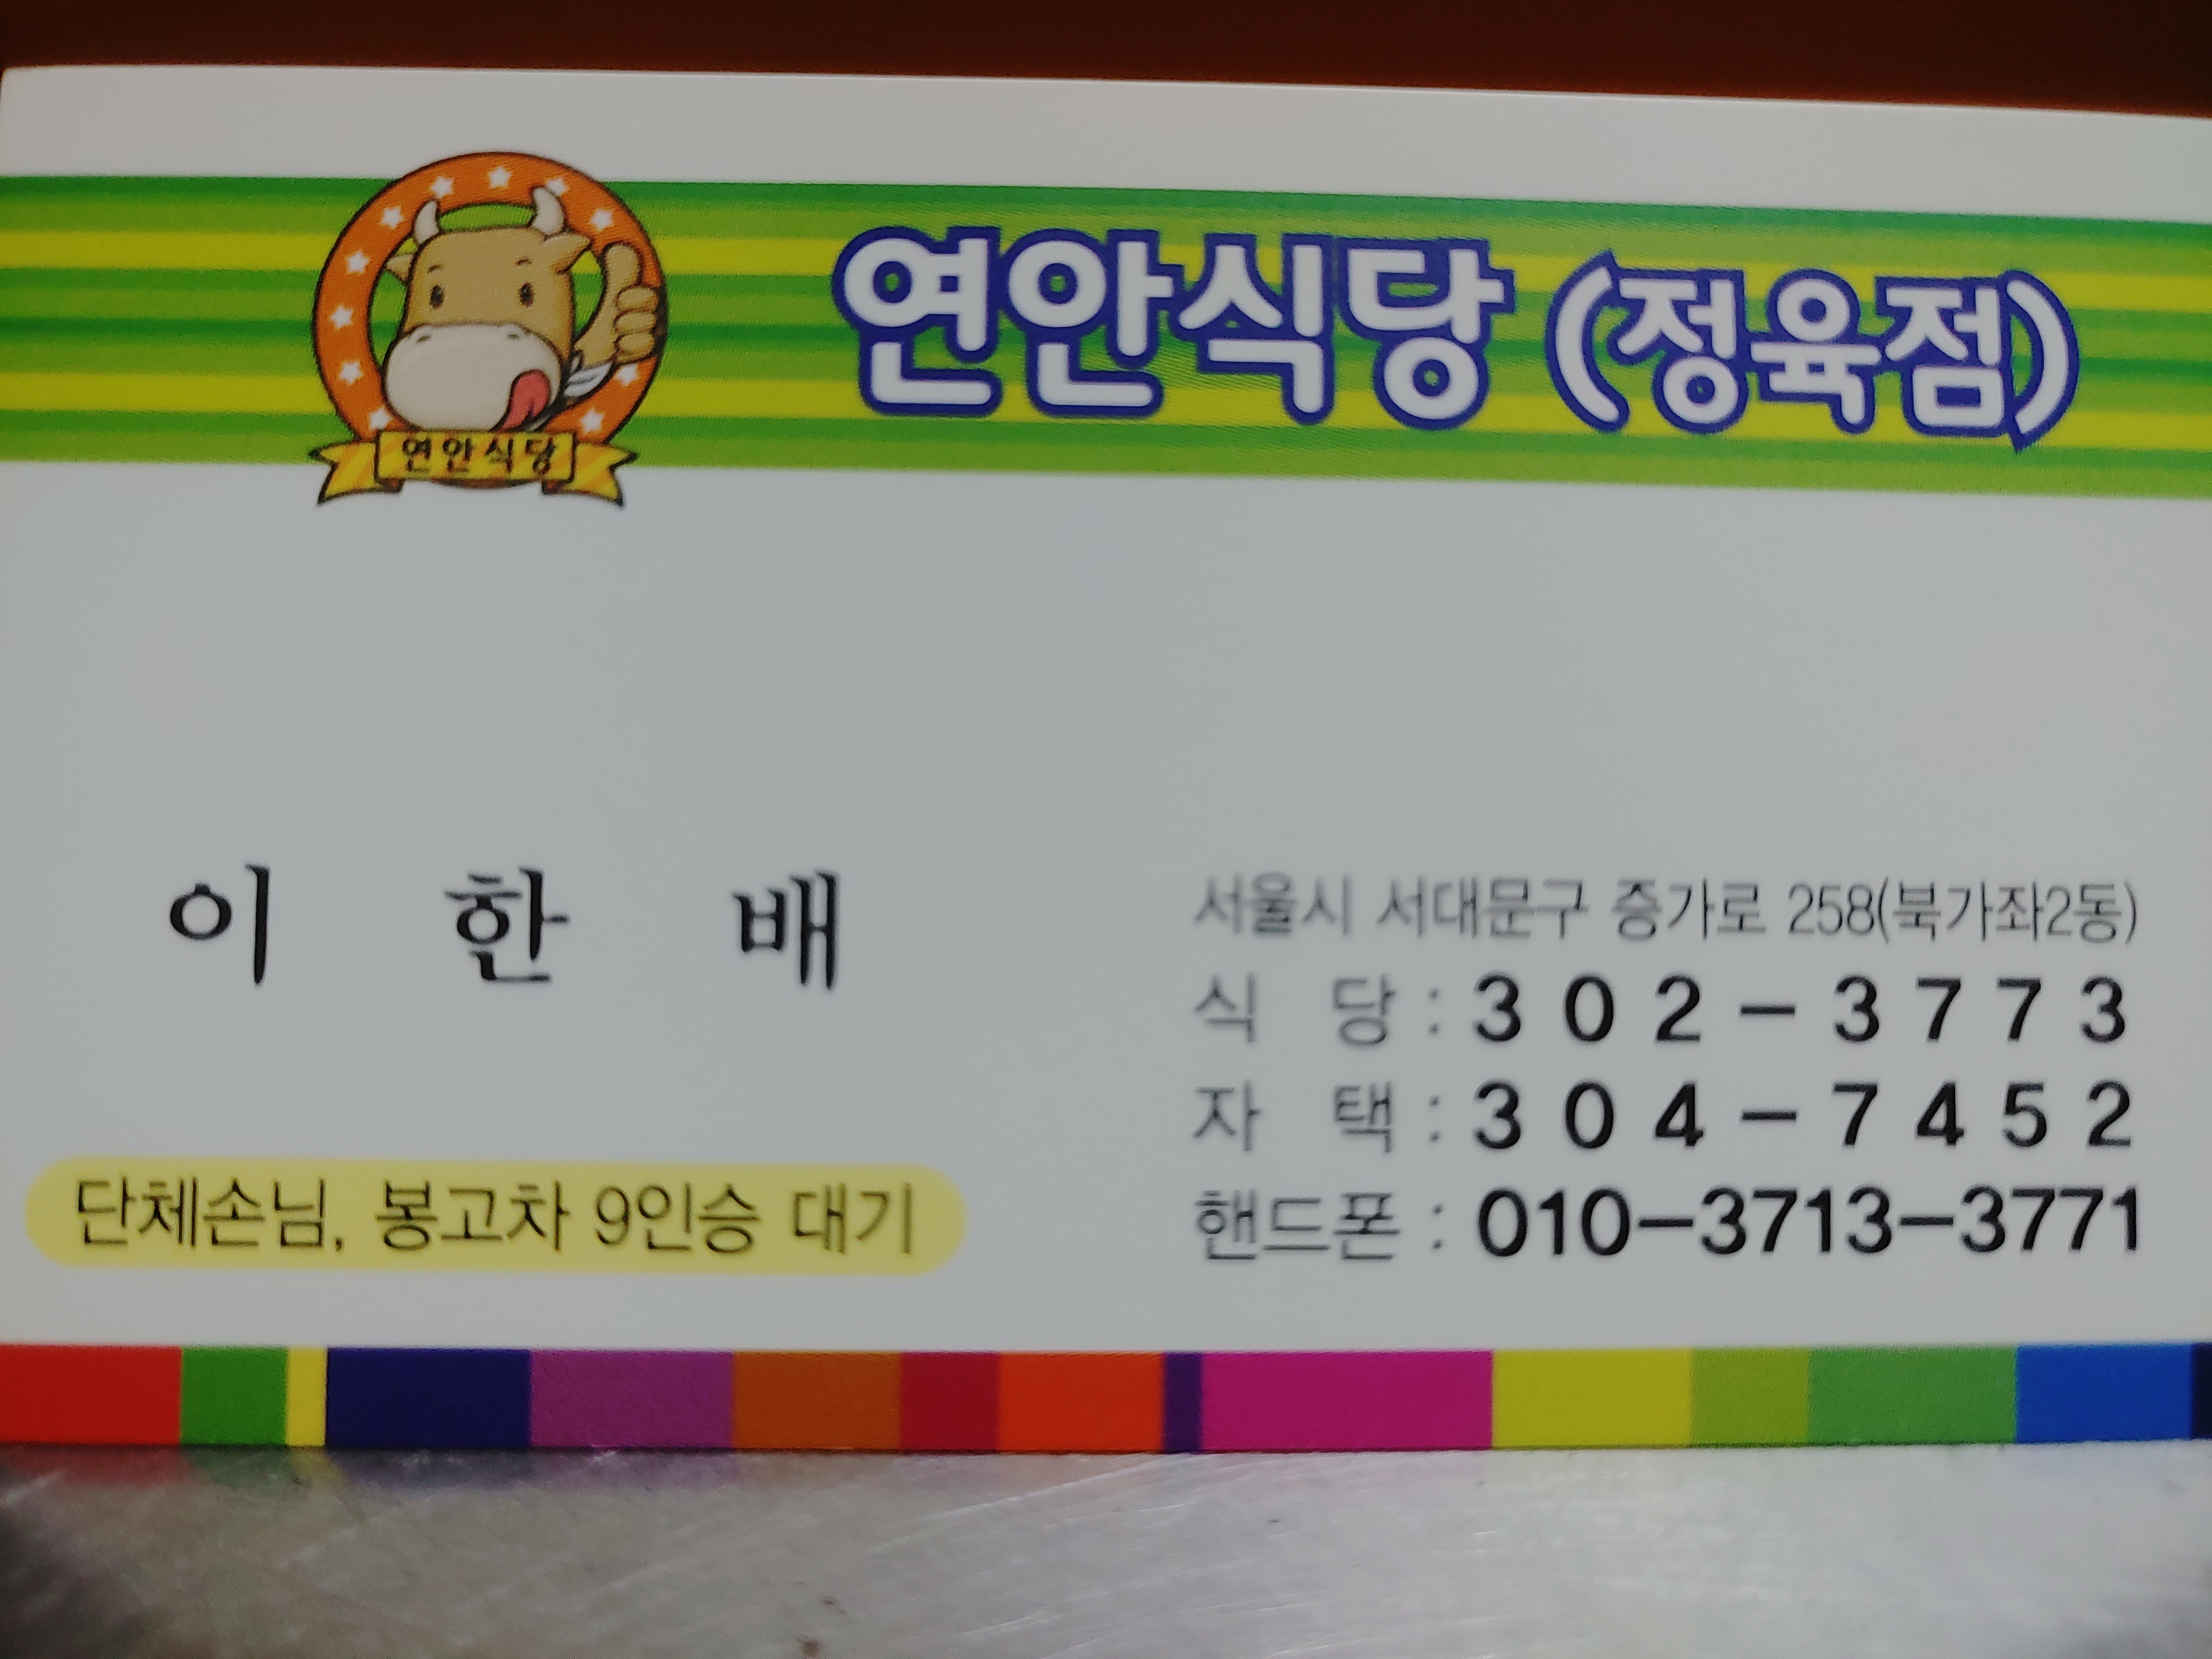 연안식당 (정육점)
연안식당
이 한 배
서울시 서대문구 증가로 258(북가좌2동)
식 당 : 302-3773
자 택 : 304-7452
핸드폰 : 010-3713-3771
단체손님, 봉고차 9인승 대기